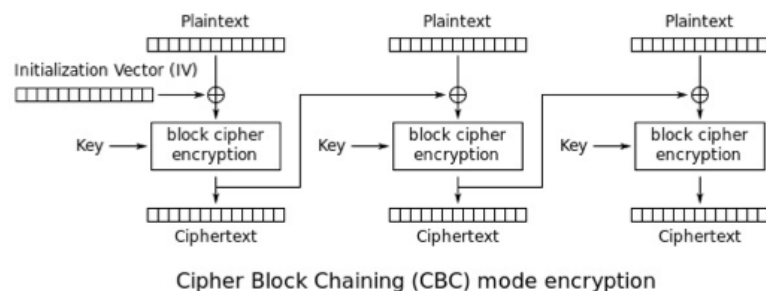 Plaintext
Plaintext
Plaintext
Initialization Vector (IV)
Key
block cipher
encryption
Key
block cipher
encryption
Key
block cipher
encryption
Ciphertext
Ciphertext
Ciphertext
Cipher Block Chaining (CBC) mode encryption